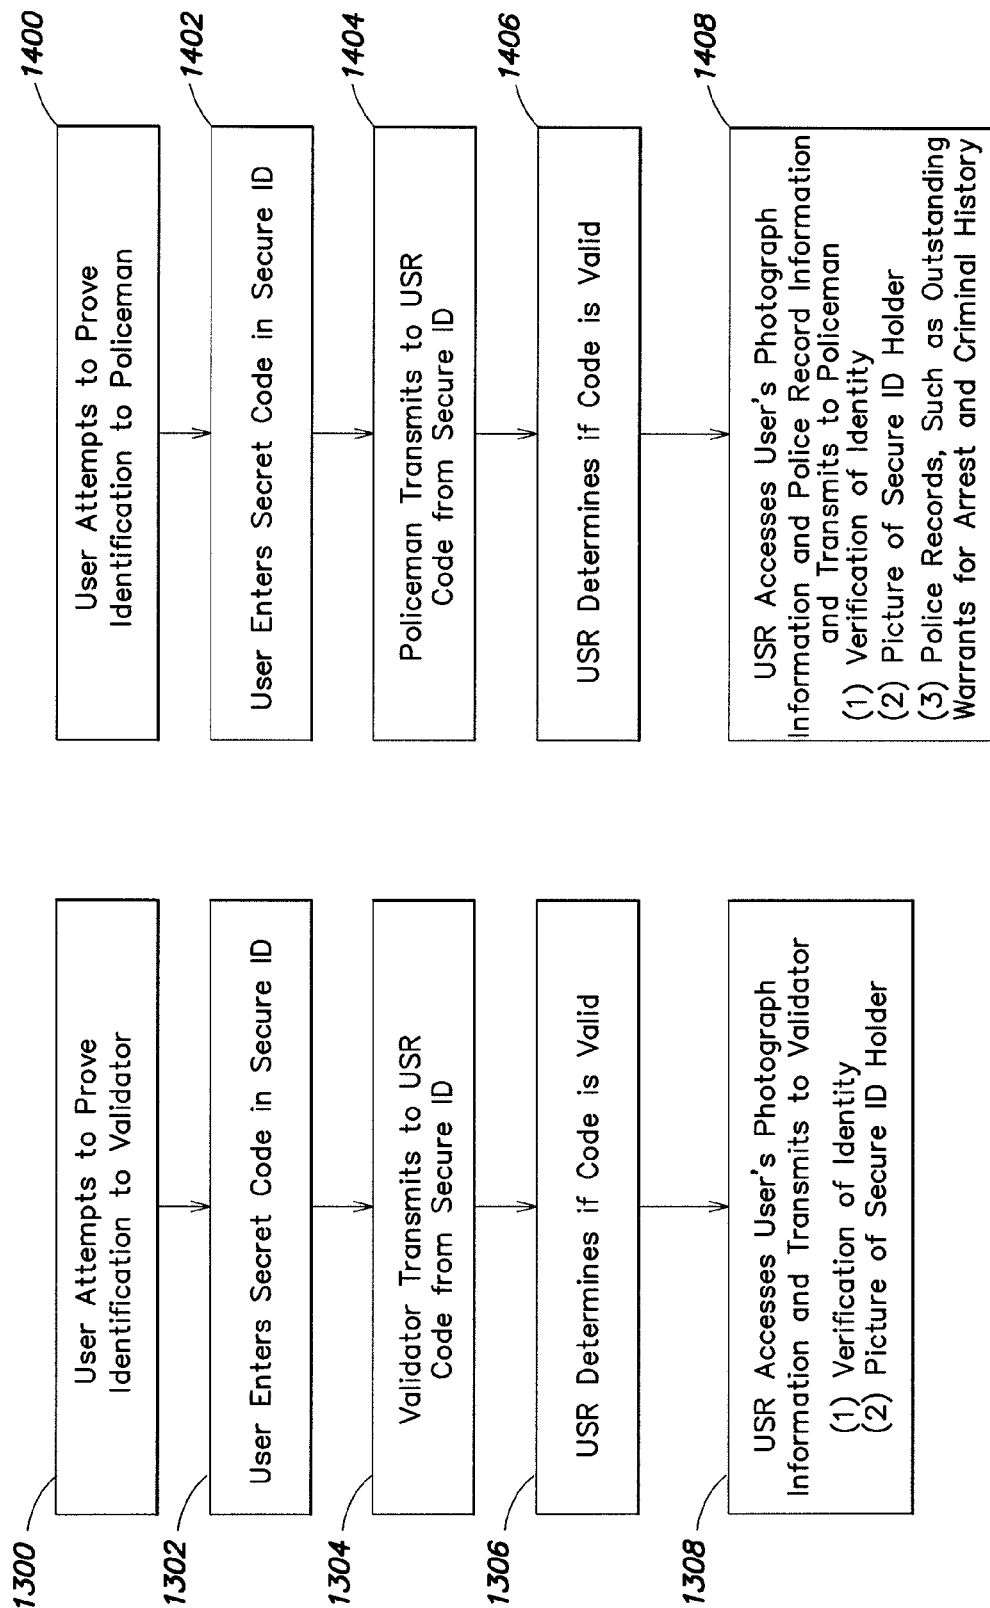 1300
User Attempts to Prove
Identification to Validator
1302
User Enters Secret Code in Secure ID
1304
Validator Transmits to USR
Code from Secure ID
1306
USR Determines if Code is Valid
1308
USR Accesses User's Photograph
Information and Transmits to Validator
(1) Verification of Identity
(2) Picture of Secure ID Holder
1400
User Attempts to Prove
Identification to Policeman
1402
User Enters Secret Code in Secure ID
1404
Policeman Transmits to USR
Code from Secure ID
1406
USR Determines if Code is Valid
1408
USR Accesses User's Photograph
Information and Police Record Information
and Transmits to Policeman
(1) Verification of Identity
(2) Picture of Secure ID Holder
(3) Police Records, Such as Outstanding
Warrants for Arrest and Criminal History